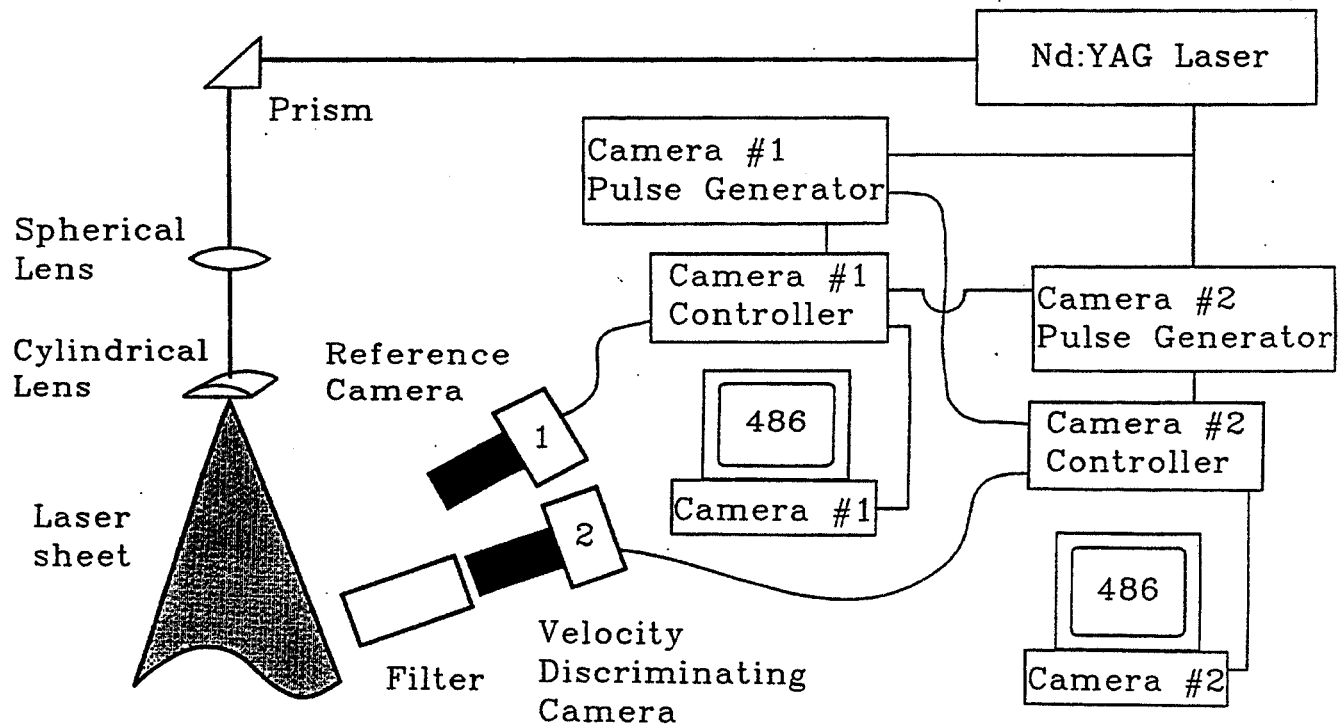 Nd:YAG Laser
Prism
Camera #1
Pulse Generator
Spherical
Lens
Camera #1
Controller
Camera #2
Pulse Generator
Cylindrical
Lens
Reference
Camera
1
486
Camera #1
Camera #2
Controller
Laser
sheet
2
486
Camera #2
Filter
Velocity
Discriminating
Camera